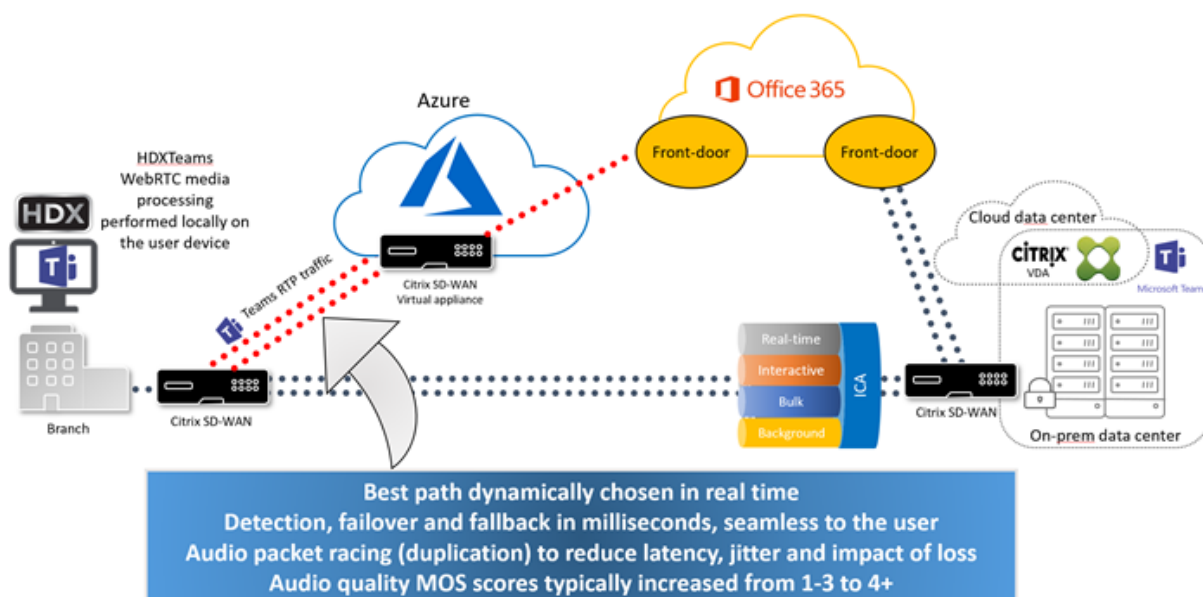 Azure
Office 365
Front-door
Front-door
HDXTeams
WebRTC media
processing
performed locally on
the user device
HDX
Teams RTP traffic
Citrix SD-WAN
Virtual appliance
Cloud data center
CİTRIX
VDA
Microsoft Team
Real-time
Interactive
Bulk
Background
ICA
Branch
Citrix SD-WAN
Citrix SD-WAN
On-prem data center
Best path dynamically chosen in real time
Detection, failover and fallback in milliseconds, seamless to the user
Audio packet racing (duplication) to reduce latency, jitter and impact of loss
Audio quality MOS scores typically increased from 1-3 to 4+